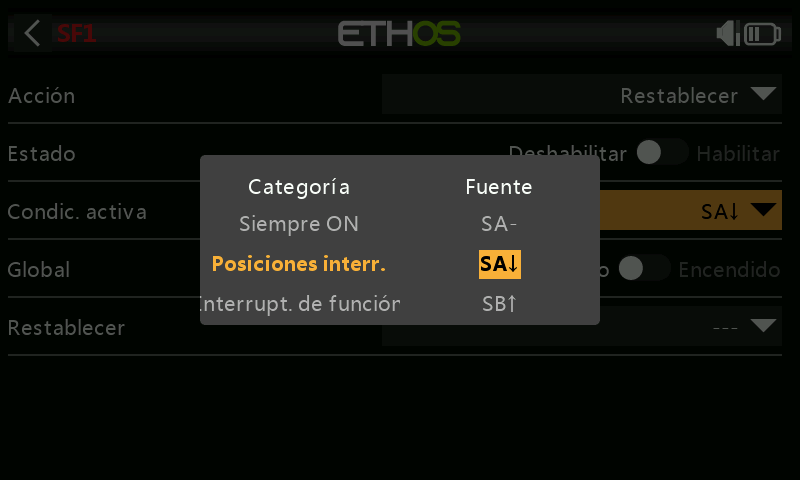 SF1 ETHOS
Acción Restablecer
Estado Deshabilitar Habilitar
Condic. activa SA↓
Global o Encendido
Restablecer ---
Categoría Fuente
Siempre ON SA-
Posiciones interr. SA↓
Interrupt. de función SB↑